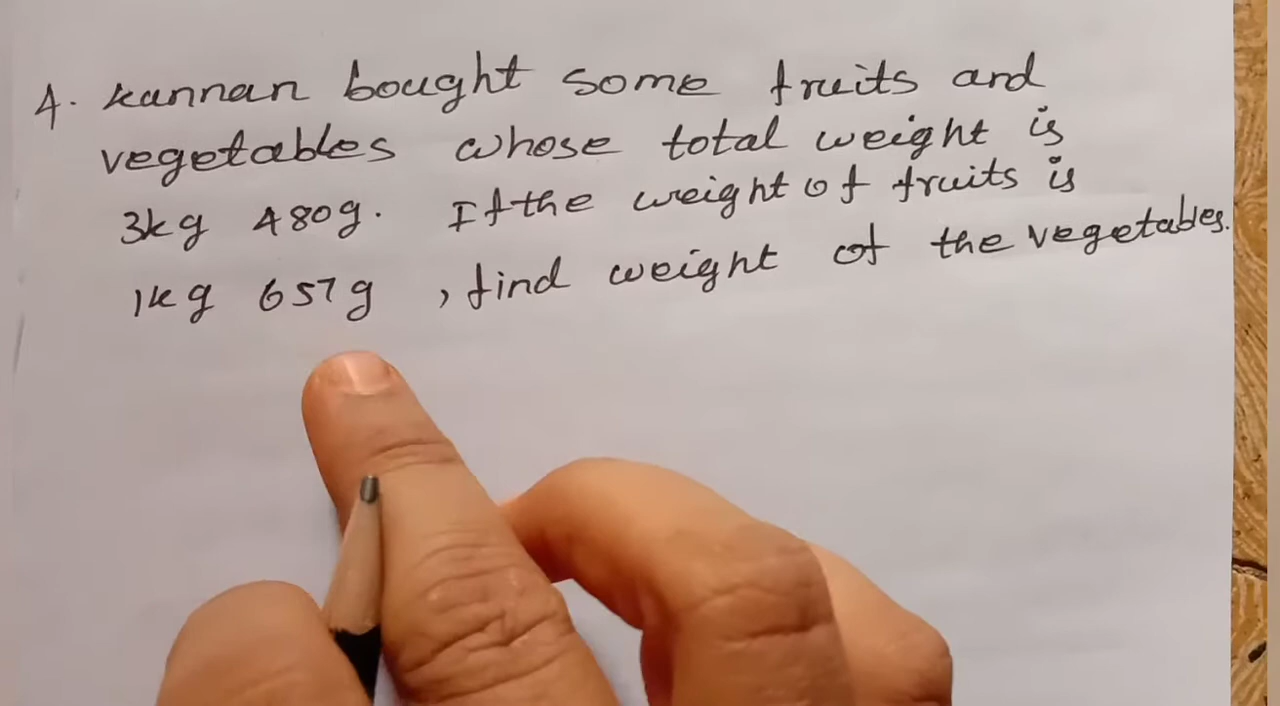 4. kannan bought some fruits and
vegetables whose total weight is
3kg 480g. If the weight of fruits is
1kg 657g , find weight of the vegetables.